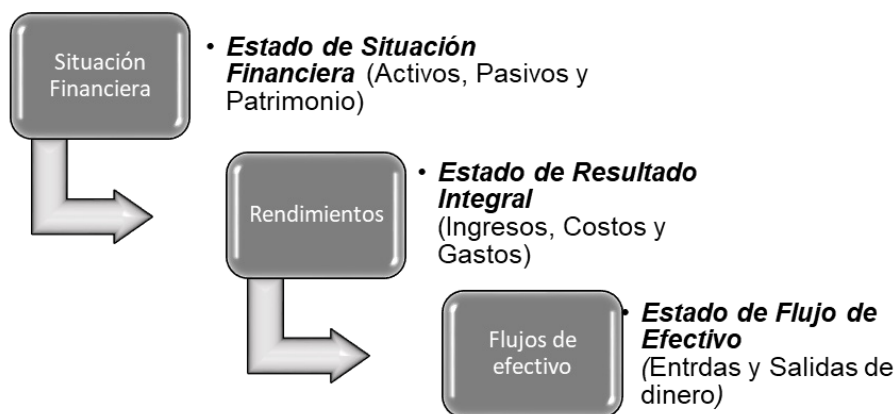 Situación
Financiera
• Estado de Situación
Financiera (Activos, Pasivos y
Patrimonio)
Rendimientos
• Estado de Resultado
Integral
(Ingresos, Costos y
Gastos)
Flujos de
efectivo
• Estado de Flujo de
Efectivo
(Entrdas y Salidas de
dinero)